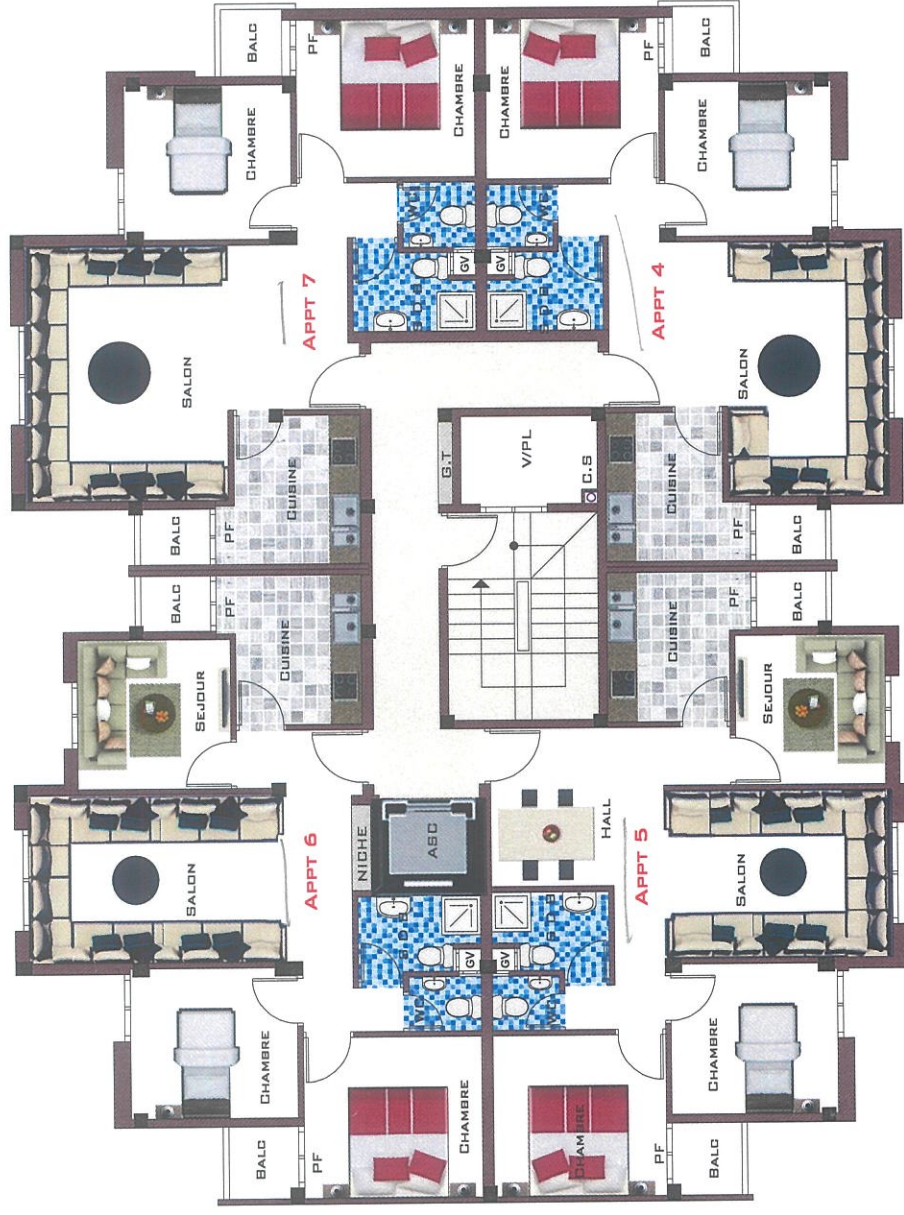 BALC
PF
CHAMBRE
CHAMBRE
WC
S D B
GV
APPT 7
SALON
CUISINE
PF
BALC
BALC
PF
CHAMBRE
CHAMBRE
WC
S D B
GV
APPT 4
SALON
CUISINE
PF
BALC
G.T
V/PL
C.S
BALC
PF
CUISINE
SEJOUR
SALON
APPT 6
NICHE
ASC
S D B
GV
WC
CHAMBRE
CHAMBRE
PF
BALC
BALC
PF
CUISINE
SEJOUR
HALL
SALON
APPT 5
S D B
GV
WC
CHAMBRE
CHAMBRE
PF
BALC